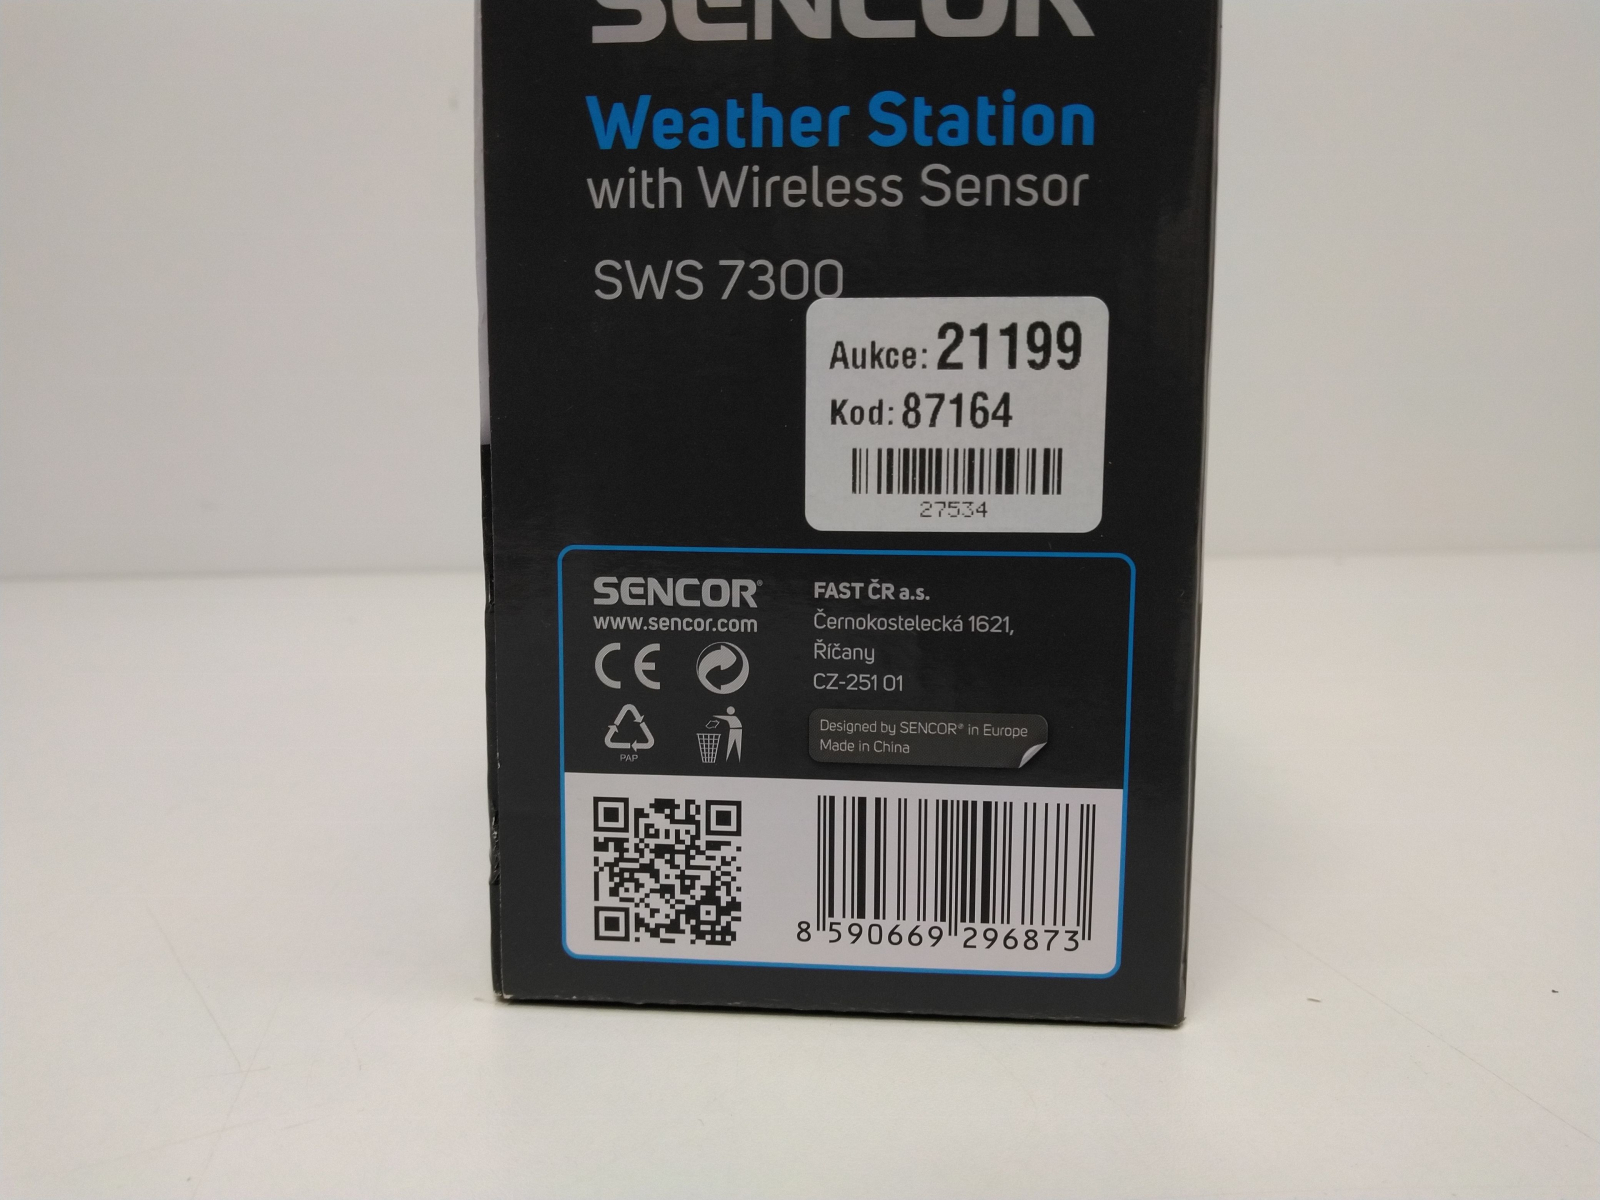 SENCOR
Weather Station
with Wireless Sensor
SWS 7300
Aukce: 21199
Kod: 87164
27534
SENCOR®
www.sencor.com
CE
PAP
FAST ČR a.s.
Černokostelecká 1621,
Říčany
CZ-251 01
Designed by SENCOR® in Europe
Made in China
8 590669 296873